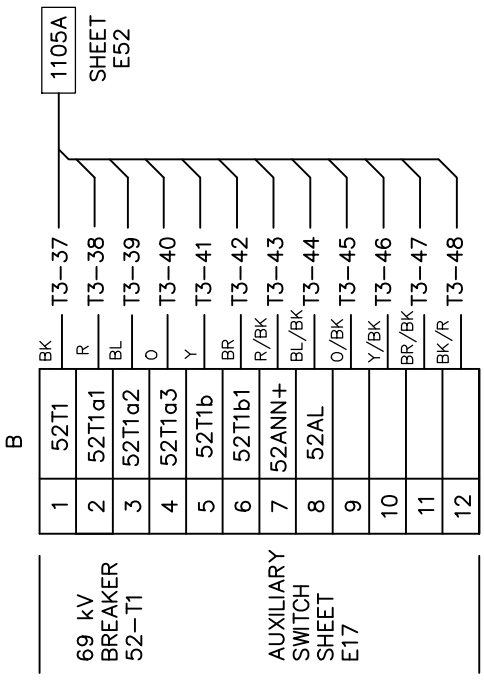 B
69 kV
BREAKER
52-T1
AUXILIARY
SWITCH
SHEET
E17
1 52T1 BK T3-37
2 52T1a1 R T3-38
3 52T1a2 BL T3-39
4 52T1a3 O T3-40
5 52T1b Y T3-41
6 52T1b1 BR T3-42
7 52ANN+ R/BK T3-43
8 52AL BL/BK T3-44
9 O/BK T3-45
10 Y/BK T3-46
11 BR/BK T3-47
12 BK/R T3-48
1105A
SHEET
E52